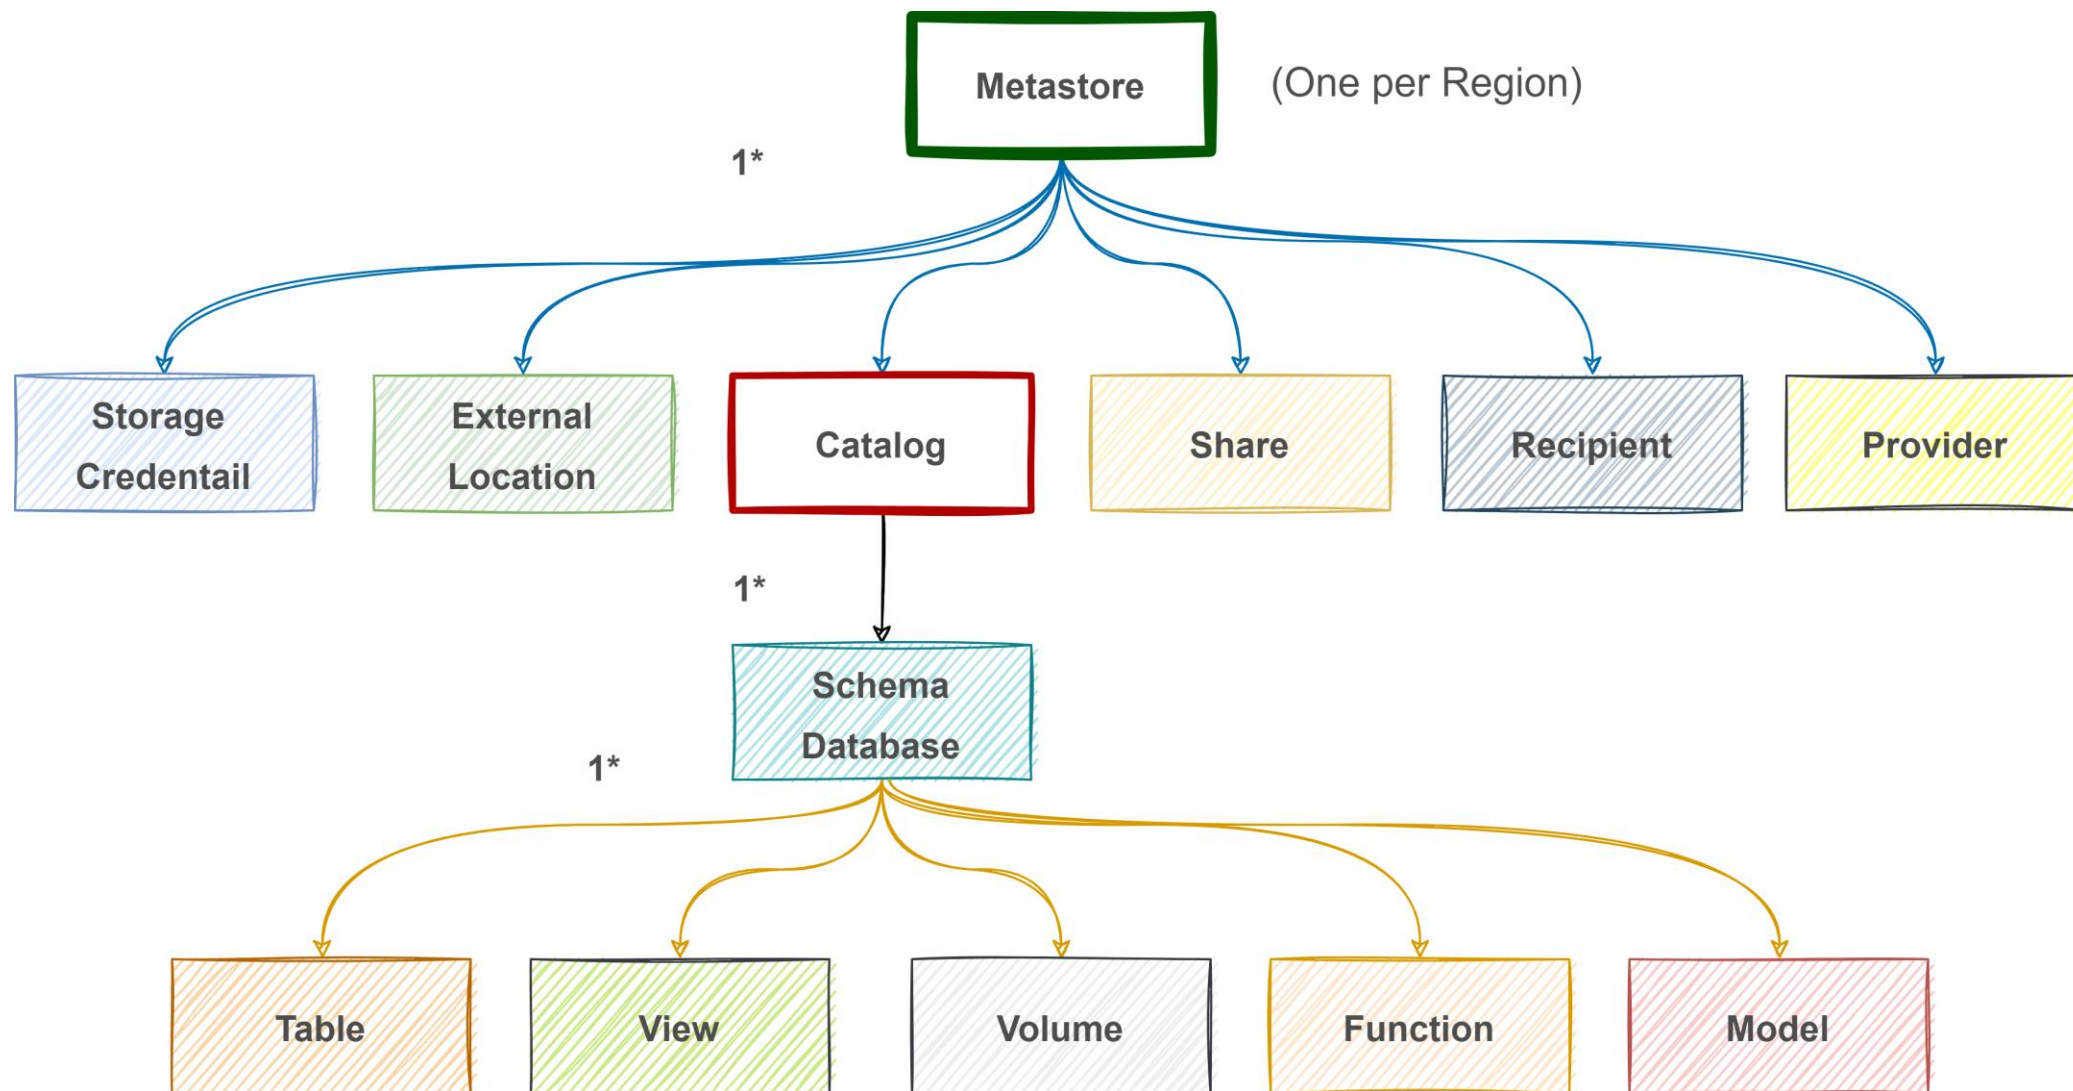 Metastore
(One per Region)
1*
Storage
Credentail
External
Location
Catalog
Share
Recipient
Provider
1*
Schema
Database
1*
Table
View
Volume
Function
Model